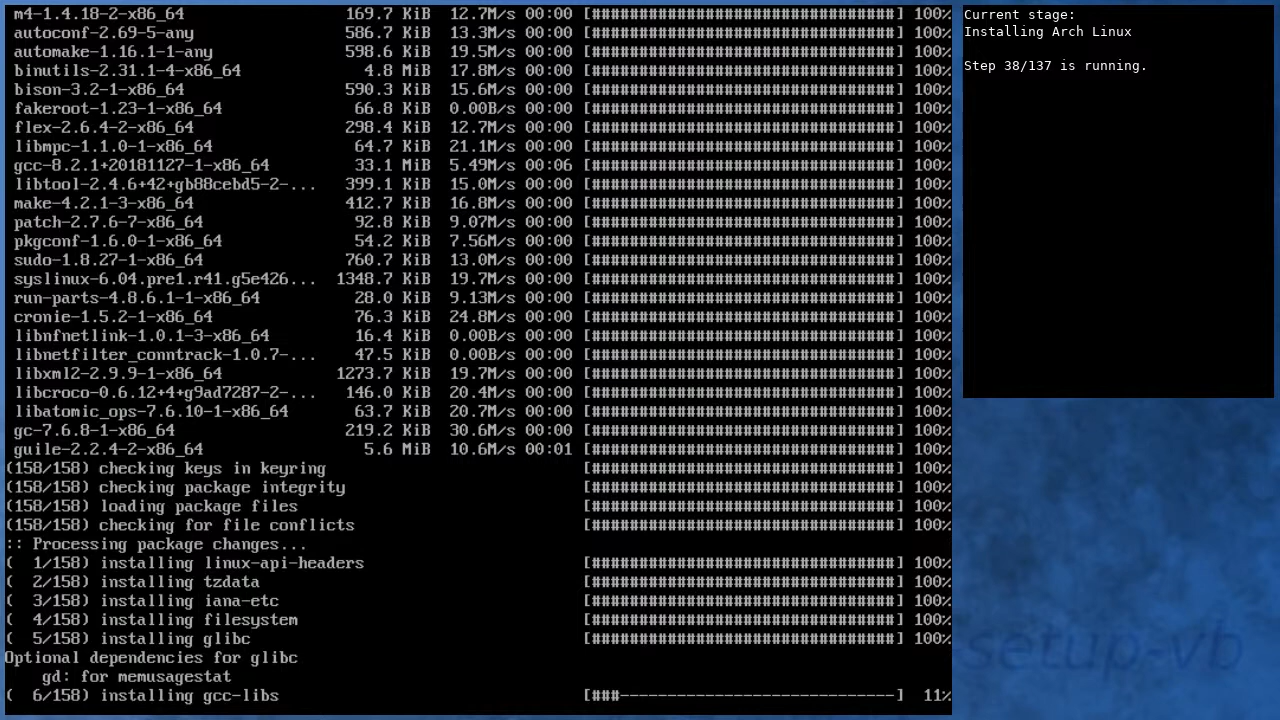 m4-1.4.18-2-x86_64 169.7 KiB 12.7M/s 00:00 [################################] 100%
autoconf-2.69-5-any 586.7 KiB 13.3M/s 00:00 [################################] 100%
automake-1.16.1-1-any 598.6 KiB 19.5M/s 00:00 [################################] 100%
binutils-2.31.1-4-x86_64 4.8 MiB 17.8M/s 00:00 [################################] 100%
bison-3.2-1-x86_64 590.3 KiB 15.6M/s 00:00 [################################] 100%
fakeroot-1.23-1-x86_64 66.8 KiB 0.00B/s 00:00 [################################] 100%
flex-2.6.4-2-x86_64 298.4 KiB 12.7M/s 00:00 [################################] 100%
libmpc-1.1.0-1-x86_64 64.7 KiB 21.1M/s 00:00 [################################] 100%
gcc-8.2.1+20181127-1-x86_64 33.1 MiB 5.49M/s 00:06 [################################] 100%
libtool-2.4.6+42+gb88cebd5-2-... 399.1 KiB 15.0M/s 00:00 [################################] 100%
make-4.2.1-3-x86_64 412.7 KiB 16.8M/s 00:00 [################################] 100%
patch-2.7.6-7-x86_64 92.8 KiB 9.07M/s 00:00 [################################] 100%
pkgconf-1.6.0-1-x86_64 54.2 KiB 7.56M/s 00:00 [################################] 100%
sudo-1.8.27-1-x86_64 760.7 KiB 13.0M/s 00:00 [################################] 100%
syslinux-6.04.pre1.r41.g5e426... 1348.7 KiB 19.7M/s 00:00 [################################] 100%
run-parts-4.8.6.1-1-x86_64 28.0 KiB 9.13M/s 00:00 [################################] 100%
cronie-1.5.2-1-x86_64 76.3 KiB 24.8M/s 00:00 [################################] 100%
libnfnetlink-1.0.1-3-x86_64 16.4 KiB 0.00B/s 00:00 [################################] 100%
libnetfilter_conntrack-1.0.7-... 47.5 KiB 0.00B/s 00:00 [################################] 100%
libxml2-2.9.9-1-x86_64 1273.7 KiB 19.7M/s 00:00 [################################] 100%
libcroco-0.6.12+4+g9ad7287-2-... 146.0 KiB 20.4M/s 00:00 [################################] 100%
libatomic_ops-7.6.10-1-x86_64 63.7 KiB 20.7M/s 00:00 [################################] 100%
gc-7.6.8-1-x86_64 219.2 KiB 30.6M/s 00:00 [################################] 100%
guile-2.2.4-2-x86_64 5.6 MiB 10.6M/s 00:01 [################################] 100%
(158/158) checking keys in keyring [################################] 100%
(158/158) checking package integrity [################################] 100%
(158/158) loading package files [################################] 100%
(158/158) checking for file conflicts [################################] 100%
:: Processing package changes...
( 1/158) installing linux-api-headers [################################] 100%
( 2/158) installing tzdata [################################] 100%
( 3/158) installing iana-etc [################################] 100%
( 4/158) installing filesystem [################################] 100%
( 5/158) installing glibc [################################] 100%
Optional dependencies for glibc
gd: for memusagestat
( 6/158) installing gcc-libs [###-----------------------------] 11%
Current stage:
Installing Arch Linux
Step 38/137 is running.
setup-vb